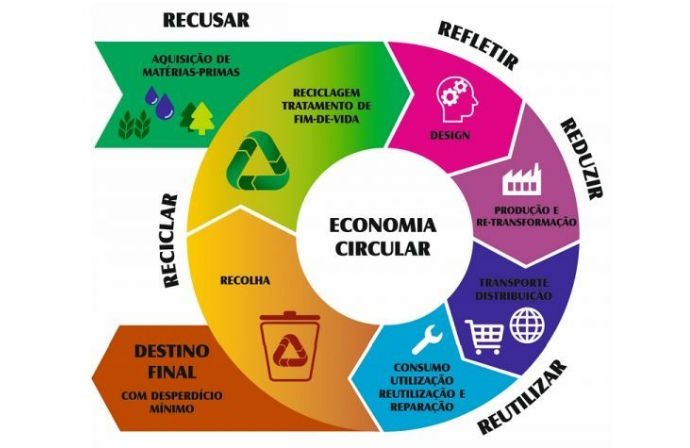 RECUSAR
AQUISIÇÃO DE
MATÉRIAS-PRIMAS
RECICLAGEM
TRATAMENTO DE
FIM-DE-VIDA
REFLETIR
DESIGN
REDUZIR
PRODUÇÃO E
RE-TRANSFORMAÇÃO
ECONOMIA
CIRCULAR
TRANSPORTE
DISTRIBUIÇÃO
REUTILIZAR
CONSUMO
UTILIZAÇÃO
REUTILIZAÇÃO E
REPARAÇÃO
RECICLAR
RECOLHA
DESTINO
FINAL
COM DESPERDÍCIO
MÍNIMO